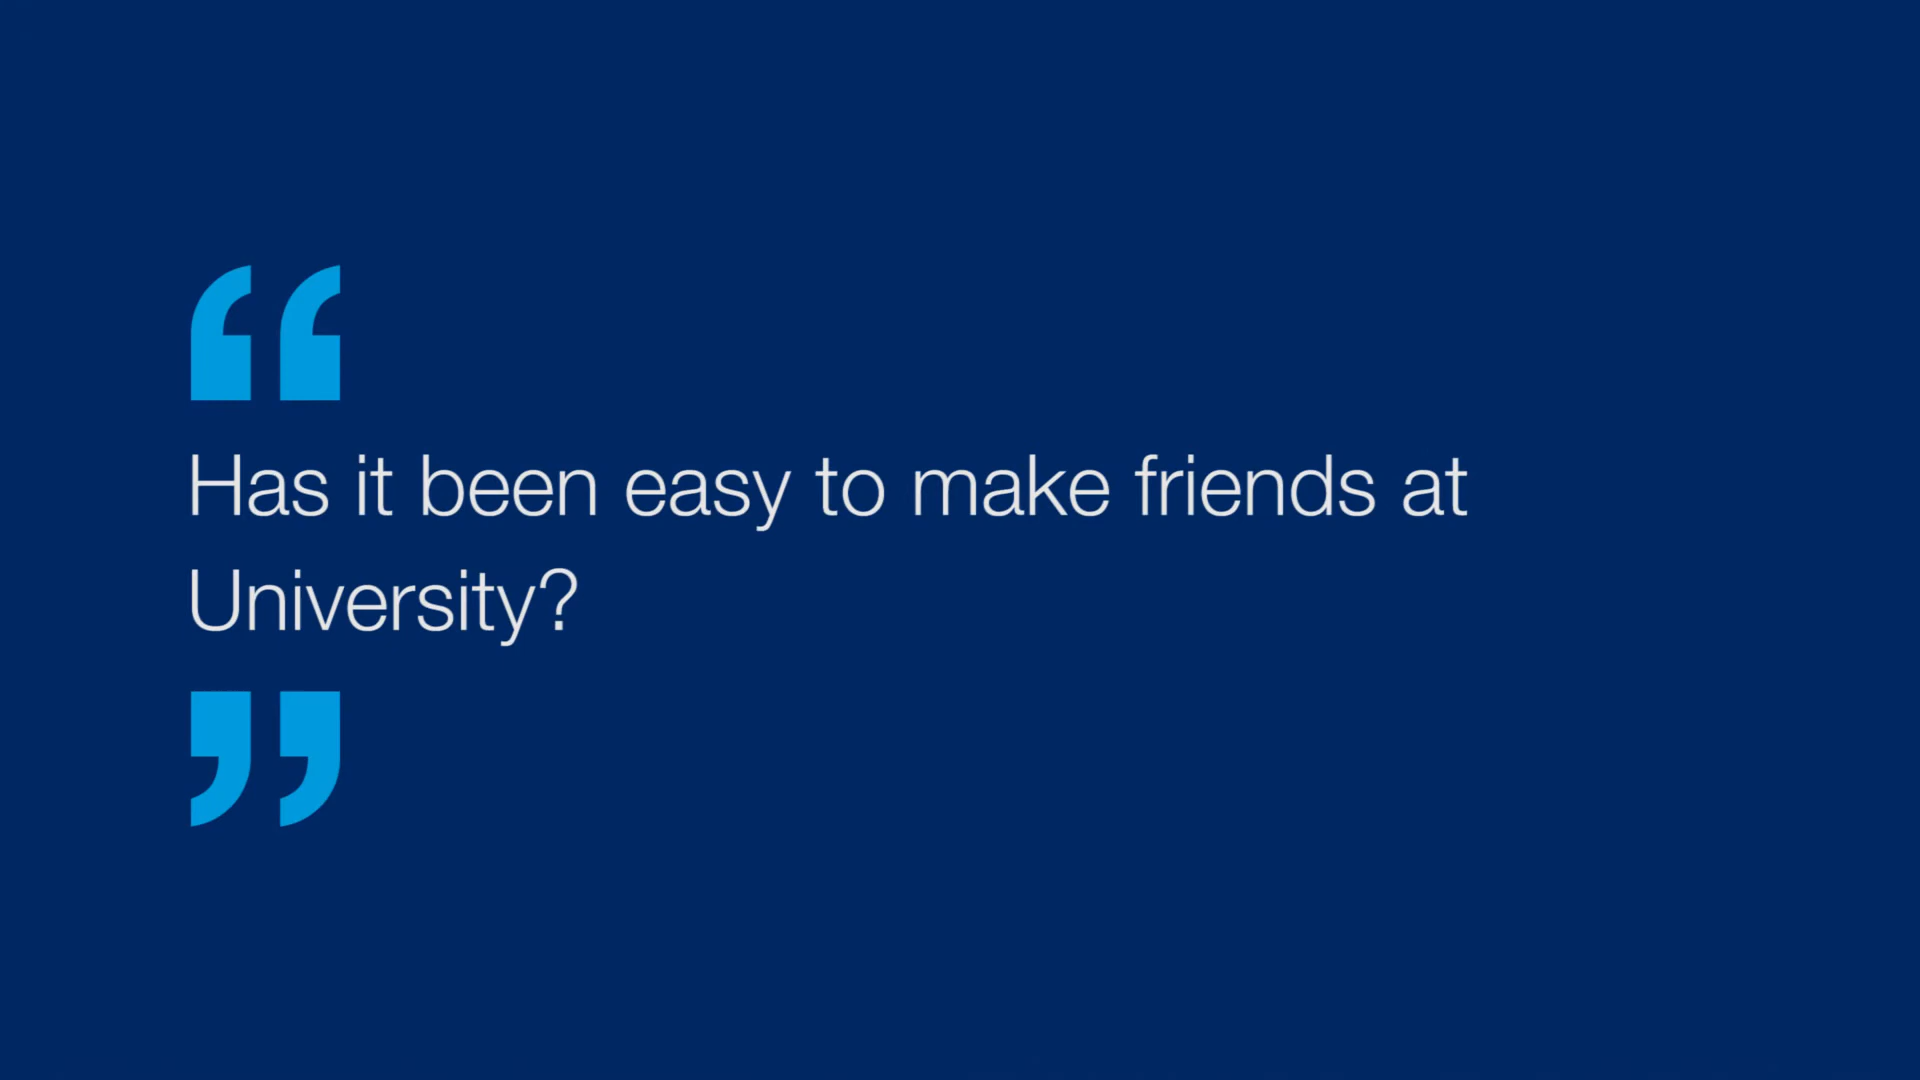 “
Has it been easy to make friends at
University?
”